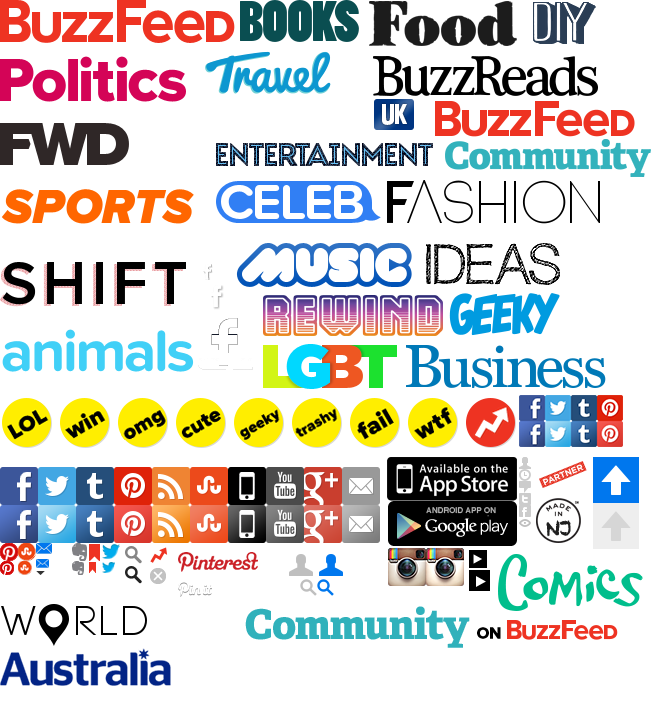 BuzzFeed BOOKS Food DIY
Politics Travel BuzzReads
UK BuzzFeed
FWD ENTERTAINMENT Community
SPORTS CELEB FASHION
SHIFT MUSIC IDEAS
REWIND GEEKY
animals LGBT Business
LOL win omg cute geeky trashy fail wtf
Available on the
App Store
PARTNER
You
Tube
g+
You
Tube
g+
ANDROID APP ON
Google play
MADE IN
NJ
Pinterest
Pin it
Comics
WORLD
Community ON BuzzFeed
Australia